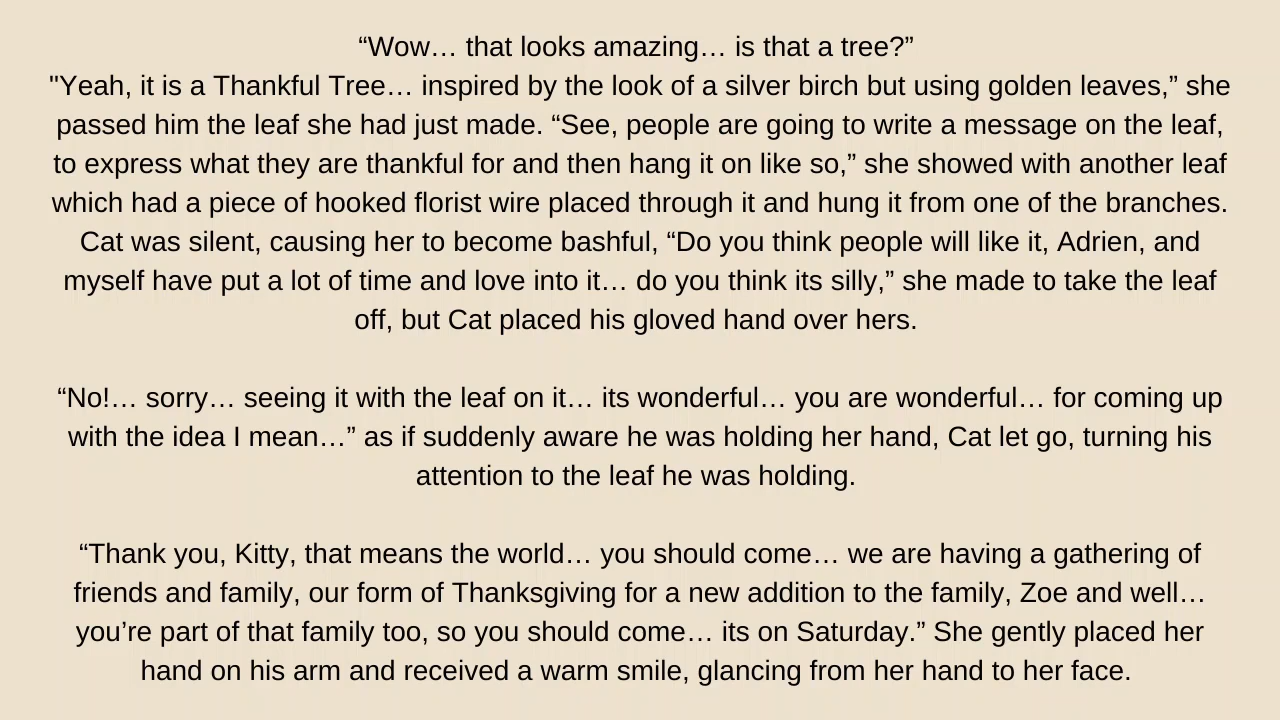 “Wow… that looks amazing… is that a tree?”
"Yeah, it is a Thankful Tree… inspired by the look of a silver birch but using golden leaves,” she
passed him the leaf she had just made. “See, people are going to write a message on the leaf,
to express what they are thankful for and then hang it on like so,” she showed with another leaf
which had a piece of hooked florist wire placed through it and hung it from one of the branches.
Cat was silent, causing her to become bashful, “Do you think people will like it, Adrien, and
myself have put a lot of time and love into it… do you think its silly,” she made to take the leaf
off, but Cat placed his gloved hand over hers.
“No!… sorry… seeing it with the leaf on it… its wonderful… you are wonderful… for coming up
with the idea I mean…” as if suddenly aware he was holding her hand, Cat let go, turning his
attention to the leaf he was holding.
“Thank you, Kitty, that means the world… you should come… we are having a gathering of
friends and family, our form of Thanksgiving for a new addition to the family, Zoe and well…
you’re part of that family too, so you should come… its on Saturday.” She gently placed her
hand on his arm and received a warm smile, glancing from her hand to her face.